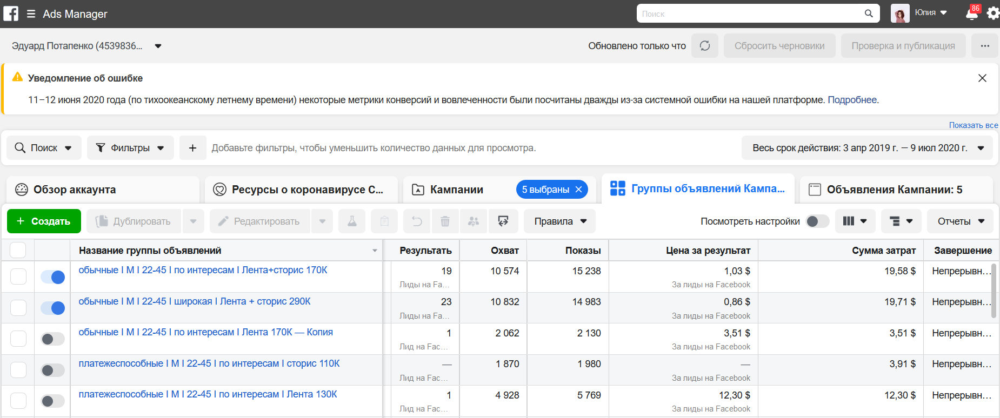 Ads Manager
Поиск
Юлия
86
Эдуард Потапенко (4539836...
Обновлено только что
Сбросить черновики
Проверка и публикация
Уведомление об ошибке
11–12 июня 2020 года (по тихоокеанскому летнему времени) некоторые метрики конверсий и вовлеченности были посчитаны дважды из-за системной ошибки на нашей платформе. Подробнее.
Показать все
Поиск
Фильтры
Добавьте фильтры, чтобы уменьшить количество данных для просмотра.
Весь срок действия: 3 апр 2019 г. — 9 июл 2020 г.
Обзор аккаунта
Ресурсы о коронавирусе С...
Кампании
5 выбраны
Группы объявлений Кампа...
Объявления Кампании: 5
+ Создать
Дублировать
Редактировать
Правила
Посмотреть настройки
Отчеты
Название группы объявлений Результать Охват Показы Цена за результат Сумма затрат Завершение
обычные I М I 22-45 I по интересам I Лента+сторис 170К 19 10 574 15 238 1,03 $ 19,58 $ Непрерывн...
Лиды на Fa... За лиды на Facebook
обычные I М I 22-45 I широкая I Лента + сторис 290К 23 10 832 14 983 0,86 $ 19,71 $ Непрерывн...
Лиды на Fa... За лиды на Facebook
обычные I М I 22-45 I по интересам I Лента 170К — Копия 1 2 062 2 130 3,51 $ 3,51 $ Непрерывн...
Лид на Fac... За лиды на Facebook
платежеспособные I М I 22-45 I по интересам I сторис 110К — 1 870 1 980 — 3,91 $ Непрерывн...
Лид на Fac... За лиды на Facebook
платежеспособные I М I 22-45 I по интересам I Лента 130К 1 4 928 5 769 12,30 $ 12,30 $ Непрерывн...
Лид на Fac... За лиды на Facebook